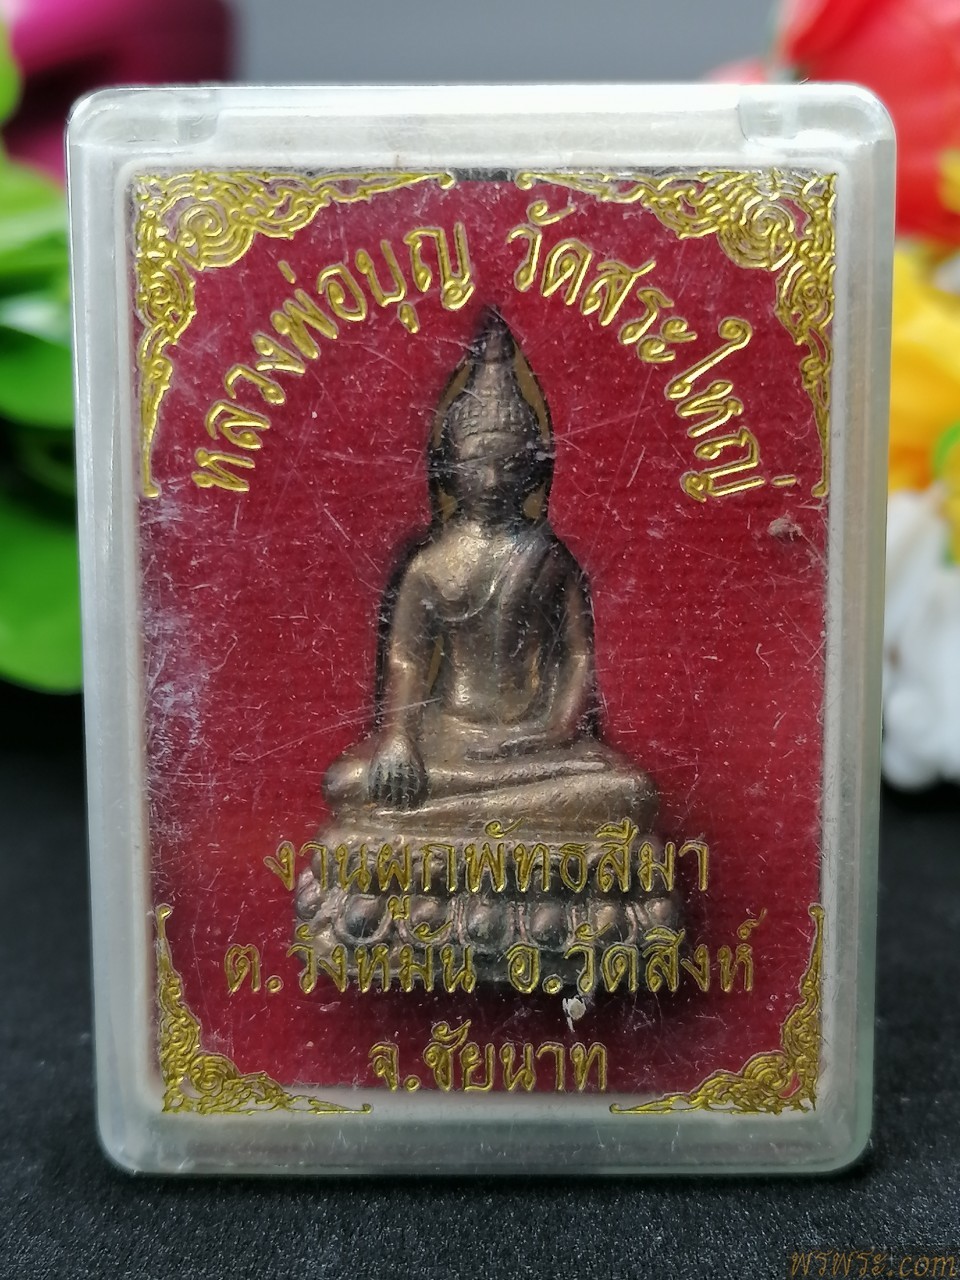 หลวงพ่อบุญ วัดสระใหญ่
งานผูกพัทธสีมา
ต.วังหมัน อ.วัดสิงห์
จ.ชัยนาท
พรพระ.com